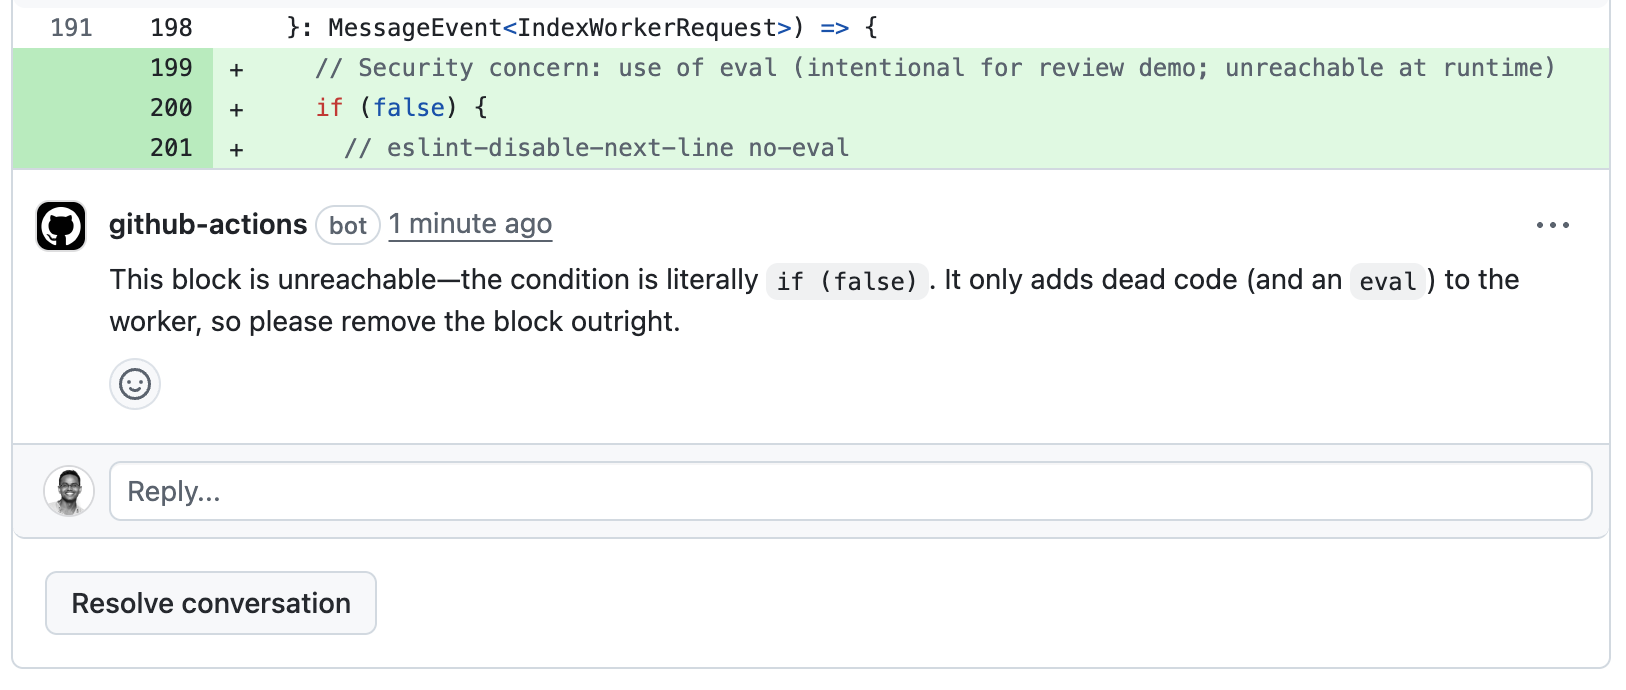 191 198 }: MessageEvent<IndexWorkerRequest>) => {
199 + // Security concern: use of eval (intentional for review demo; unreachable at runtime)
200 + if (false) {
201 + // eslint-disable-next-line no-eval
github-actions bot 1 minute ago
This block is unreachable—the condition is literally if (false). It only adds dead code (and an eval) to the
worker, so please remove the block outright.
Reply...
Resolve conversation